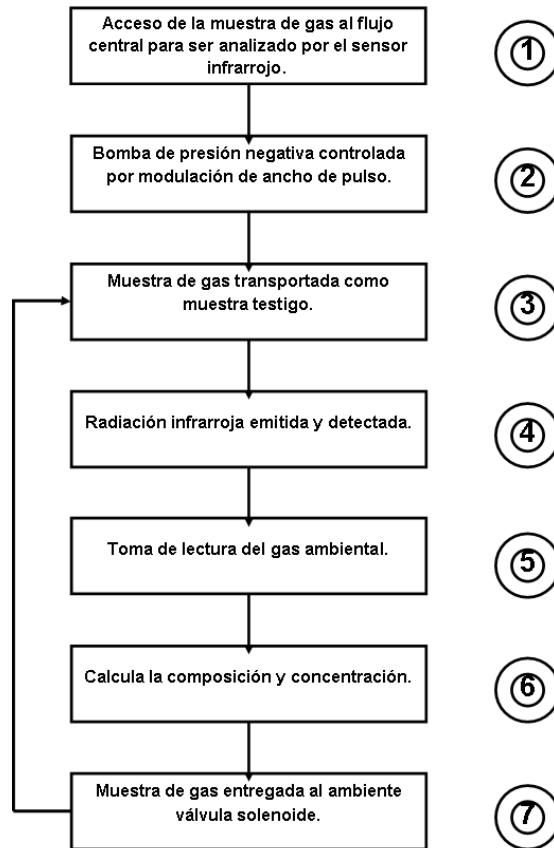 Acceso de la muestra de gas al flujo
central para ser analizado por el sensor
infrarrojo.
1
Bomba de presión negativa controlada
por modulación de ancho de pulso.
2
Muestra de gas transportada como
muestra testigo.
3
Radiación infrarroja emitida y detectada.
4
Toma de lectura del gas ambiental.
5
Calcula la composición y concentración.
6
Muestra de gas entregada al ambiente
válvula solenoide.
7